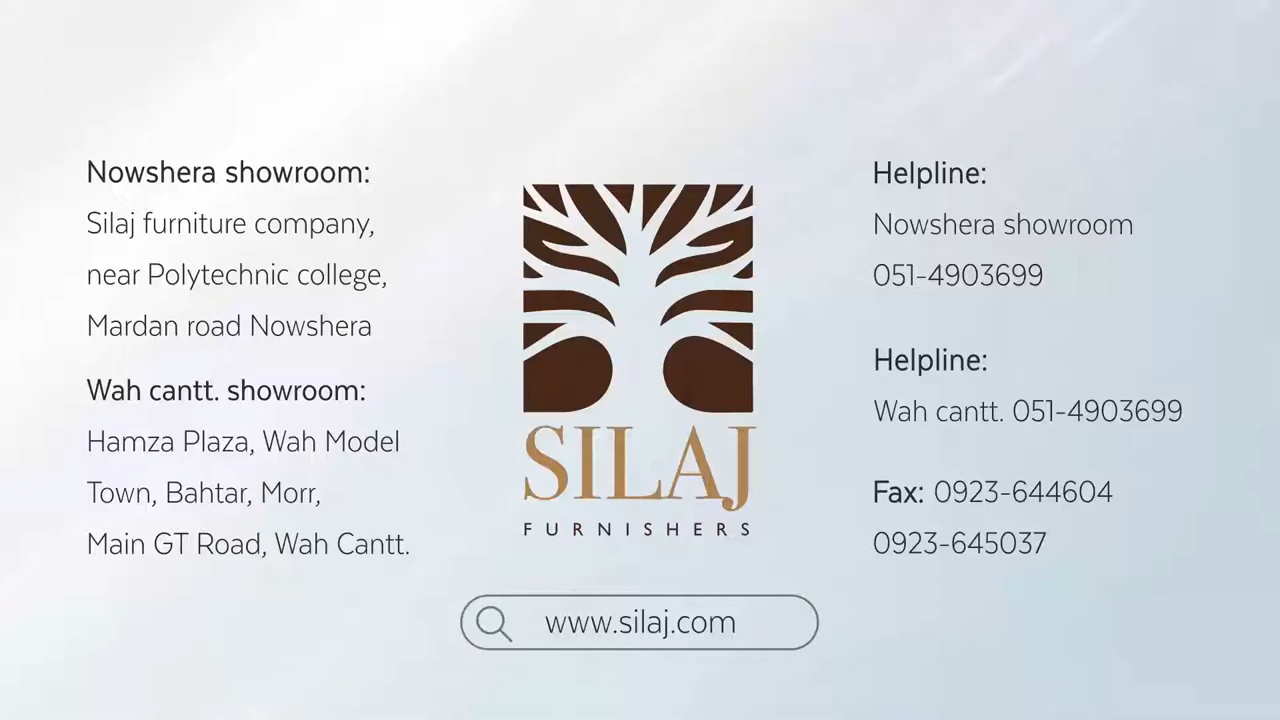 Nowshera showroom:
Silaj furniture company,
near Polytechnic college,
Mardan road Nowshera
Wah cantt. showroom:
Hamza Plaza, Wah Model
Town, Bahtar, Morr,
Main GT Road, Wah Cantt.
SILAJ
FURNISHERS
www.silaj.com
Helpline:
Nowshera showroom
051-4903699
Helpline:
Wah cantt. 051-4903699
Fax: 0923-644604
0923-645037